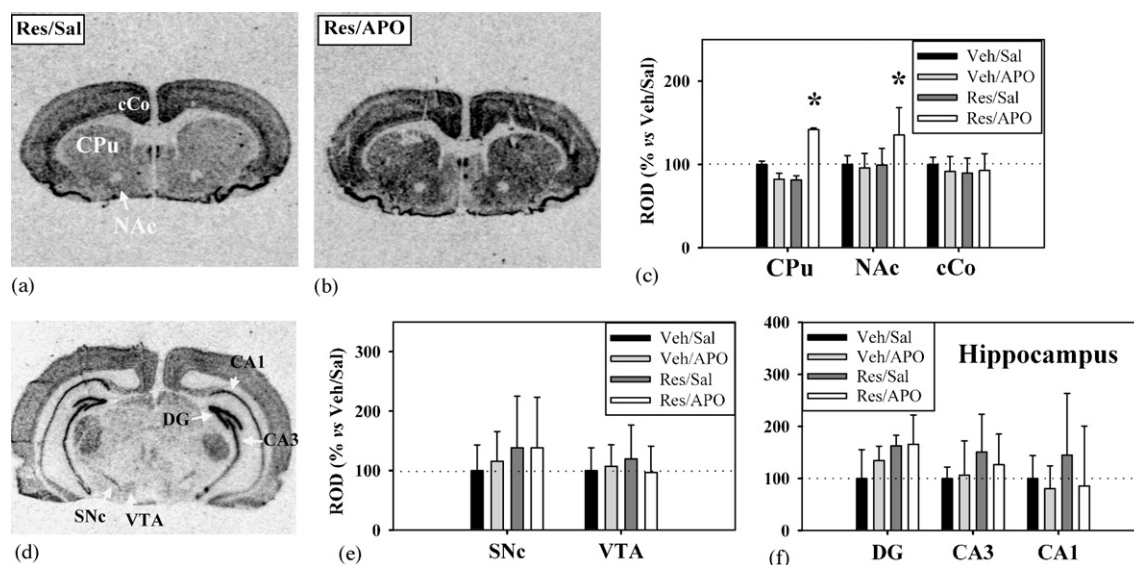 Res/Sal
cCo
CPu
NAc
(a)
Res/APO
(b)
ROD (% vs Veh/Sal)
200
100
0
Veh/Sal
Veh/APO
Res/Sal
Res/APO
*
*
CPu NAc cCo
(c)
CA1
DG
CA3
SNc
VTA
(d)
ROD (% vs Veh/Sal)
300
200
100
0
Veh/Sal
Veh/APO
Res/Sal
Res/APO
SNc VTA
(e)
400
300
200
100
0
Veh/Sal
Veh/APO
Res/Sal
Res/APO
Hippocampus
DG CA3 CA1
(f)